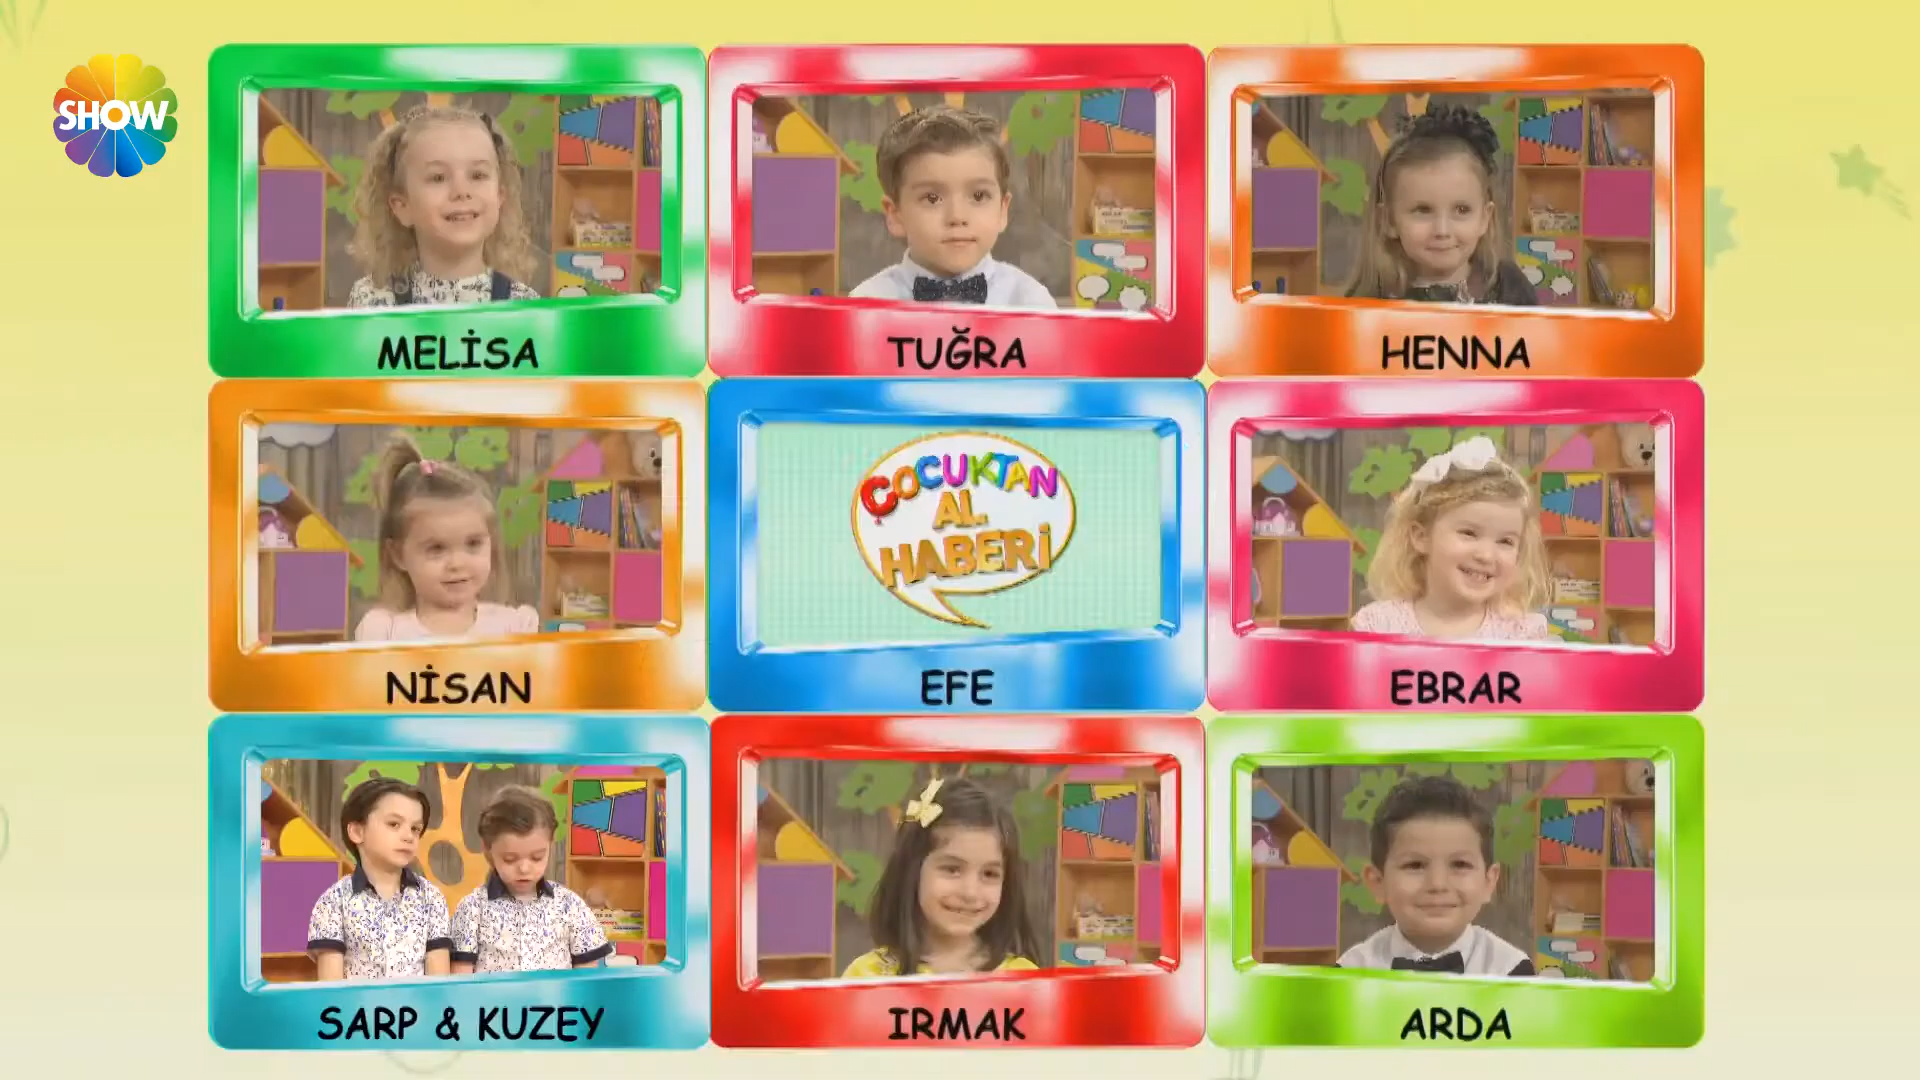 SHOW
MELİSA
TUĞRA
HENNA
NİSAN
ÇOCUKTAN
AL
HABERİ
EFE
EBRAR
SARP & KUZEY
IRMAK
ARDA